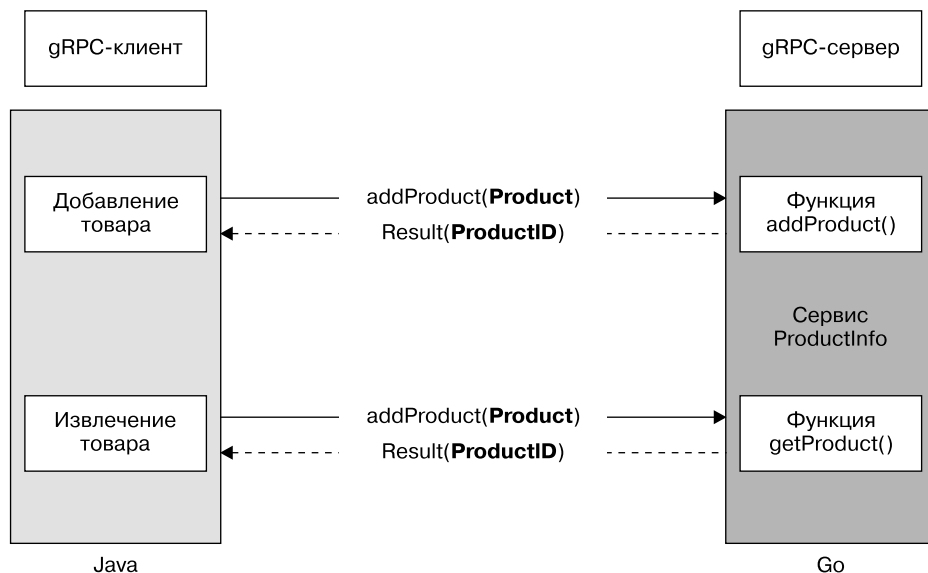 gRPC-клиент
gRPC-сервер
Добавление
товара
addProduct(Product)
Result(ProductID)
Функция
addProduct()
Сервис
ProductInfo
Извлечение
товара
addProduct(Product)
Result(ProductID)
Функция
getProduct()
Java
Go